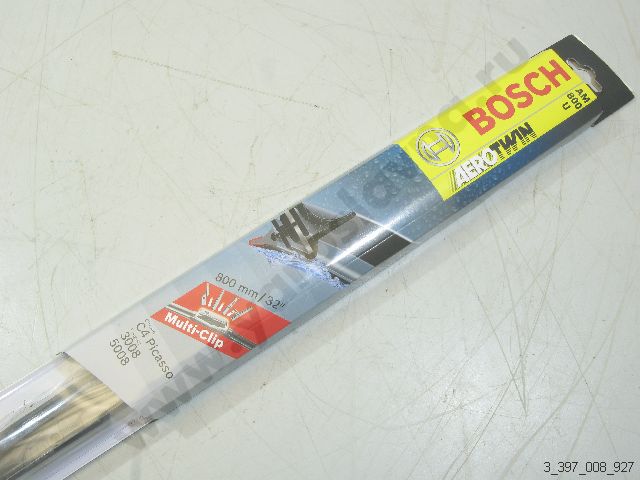 BOSCH
AEROTWIN
AM
800
U
800 mm/32"
Multi-Clip
C4 Picasso
3008
5008
3_397_008_927